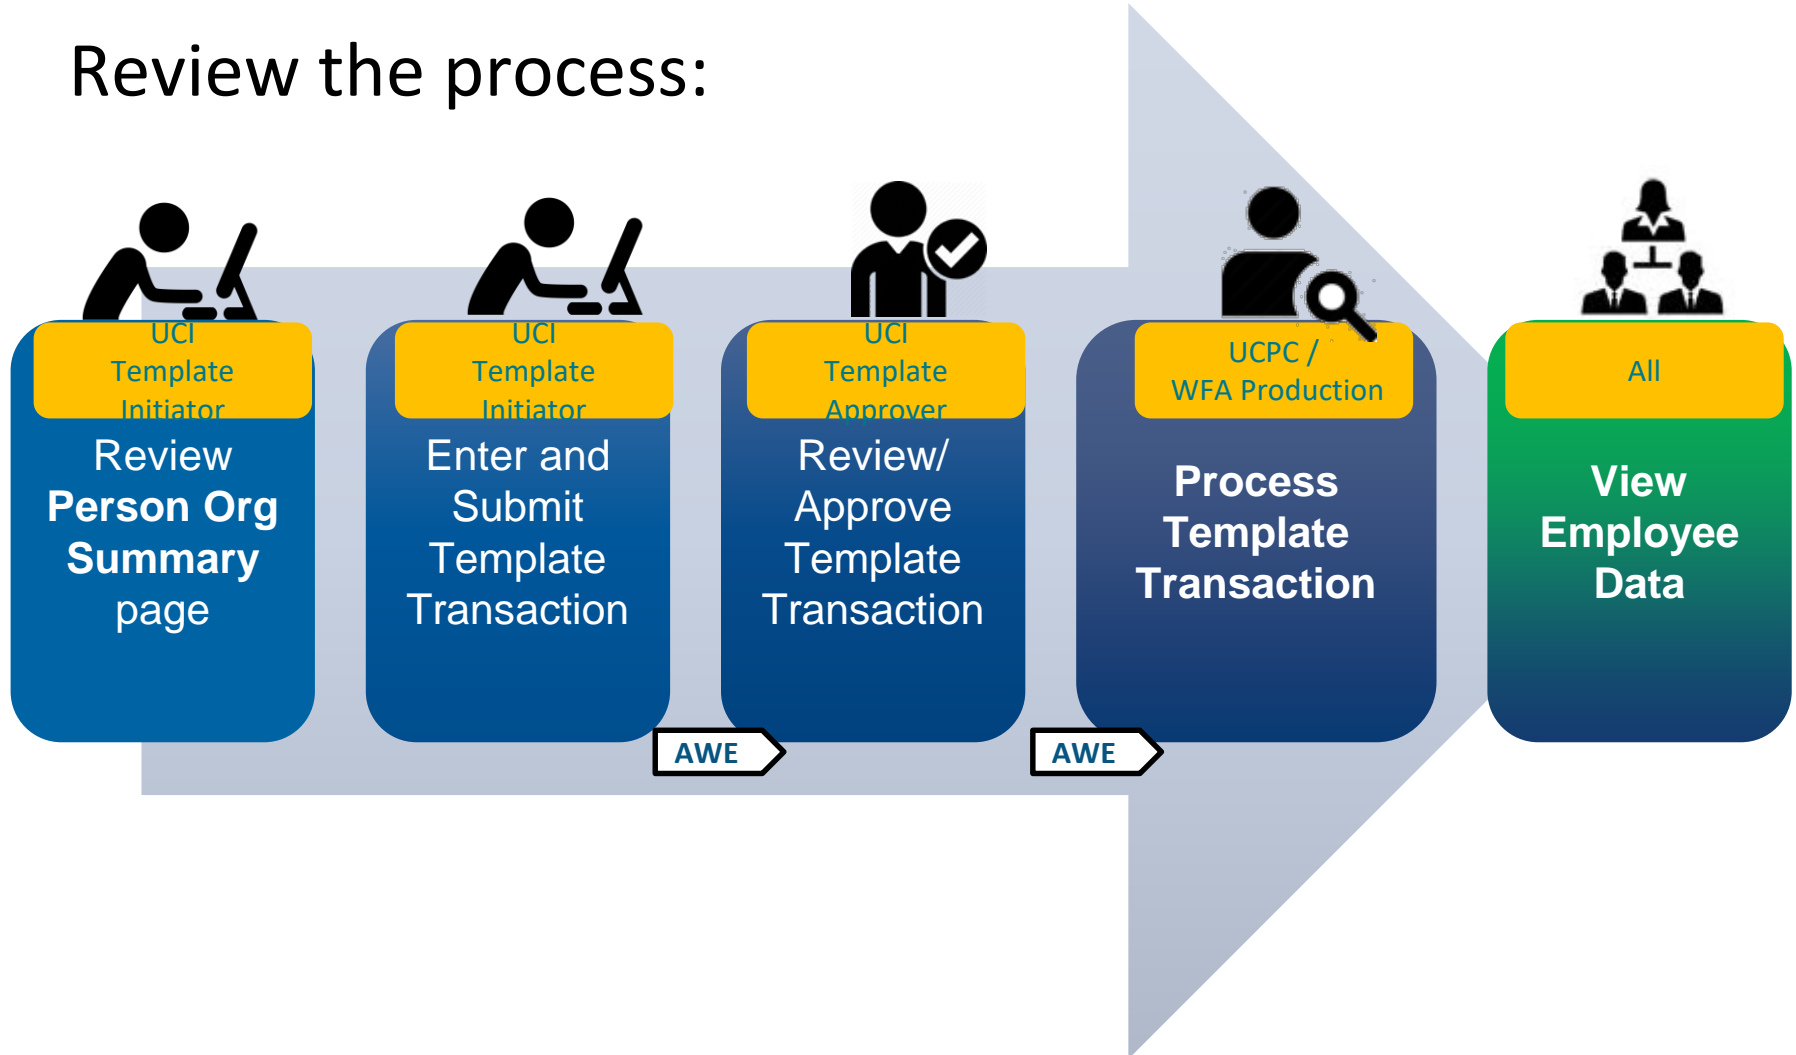 Review the process:
UCI
Template
Initiator
Review
Person Org
Summary
page
UCI
Template
Initiator
Enter and
Submit
Template
Transaction
AWE
UCI
Template
Approver
Review/
Approve
Template
Transaction
AWE
UCPC /
WFA Production
Process
Template
Transaction
All
View
Employee
Data